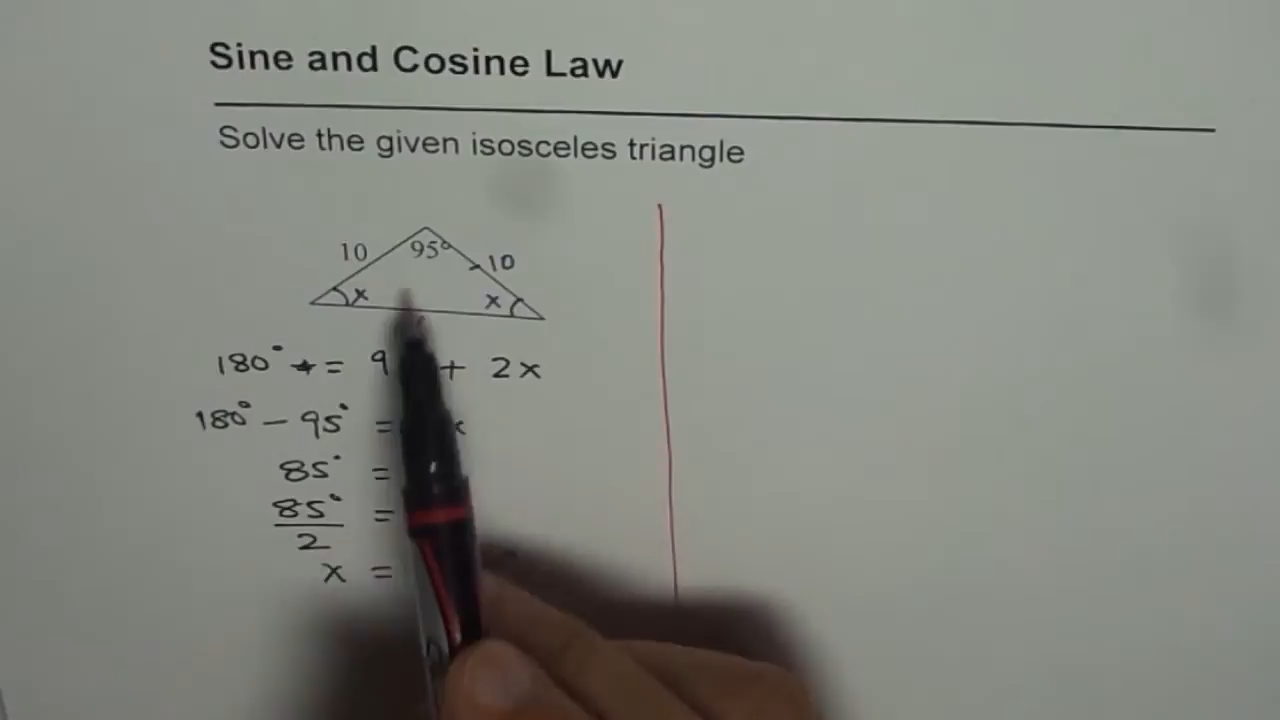 Sine and Cosine Law
Solve the given isosceles triangle
10 95° 10
x x
180° = 9 + 2x
180° - 95° =
85° =
85°/2 =
x =